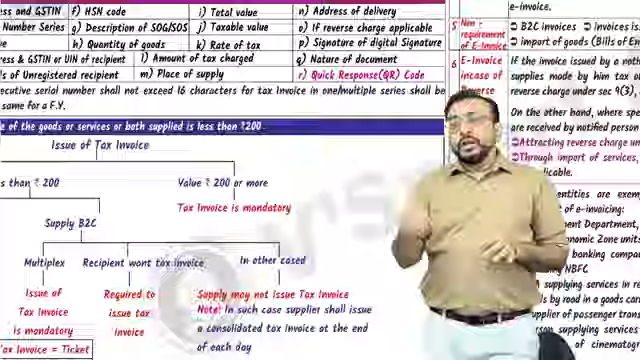 ess and GSTIN f) HSN code i) Total value n) Address of delivery
Number Series g) Description of SOG/SOS j) Taxable value o) If reverse charge applicable
e h) Quantity of goods k) Rate of tax p) Signature of digital Signature
ress & GSTIN or UIN of recipient l) Amount of tax charged q) Nature of document
ls of Unregistered recipient m) Place of supply r) Quick Response(QR) Code
ecutive serial number shall not exceed 16 characters for tax invoice in one/multiple series shall be
same for a F.Y.
e of the goods or services or both supplied is less than ₹200
Issue of Tax Invoice
ss than ₹ 200
Value ₹ 200 or more
Tax Invoice is mandatory
Supply B2C
Multiplex
Recipient wont tax invoice
In other cased
Issue of
Tax Invoice
is mandatory
Tax Invoice = Ticket
Required to
issue tax
invoice
Supply may not Issue Tax Invoice
Note: In such case supplier shall issue
a consolidated tax invoice at the end
of each day
e-invoice.
5 Non -
requirement
of E-Invoice
➲ B2C invoices ➲ Invoices is
➲ import of goods (Bills of En
6 E-Invoice
incase of
Reverse
If the invoice issued by a not
supplies made by him tax o
reverse charge under sec 9(3),
On the other hand, where spe
are received by notified person
➲Attracting reverse charge un
➲Through import of services,
licable.
entities are exem
t of e-invoicing:
ment Department,
onomic Zone unit
banking compan
NBFC
supplying services in re
s by road in a goods car
upplier of passenger trans
rson supplying services
of cinematog